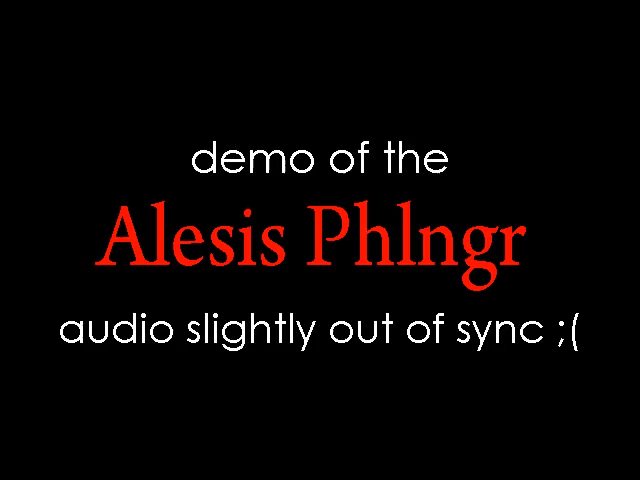 demo of the
Alesis Phlngr
audio slightly out of sync ;(